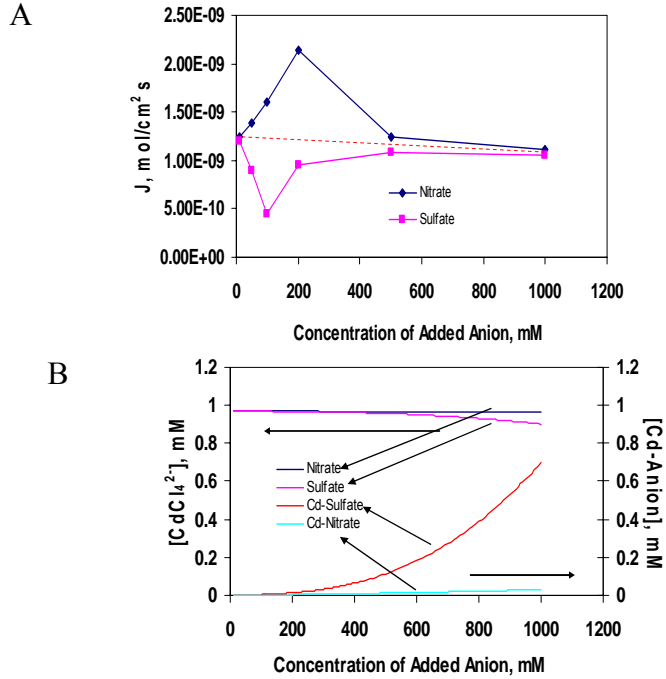 A
2.50E-09
2.00E-09
1.50E-09
1.00E-09
5.00E-10
0.00E+00
J, mol/cm² s
Nitrate
Sulfate
0 200 400 600 800 1000 1200
Concentration of Added Anion, mM
B
1.2
1
0.8
0.6
0.4
0.2
0
[CdCl₄²⁻], mM
Nitrate
Sulfate
Cd-Sulfate
Cd-Nitrate
1.2
1
0.8
0.6
0.4
0.2
0
[Cd-Anion], mM
0 200 400 600 800 1000 1200
Concentration of Added Anion, mM